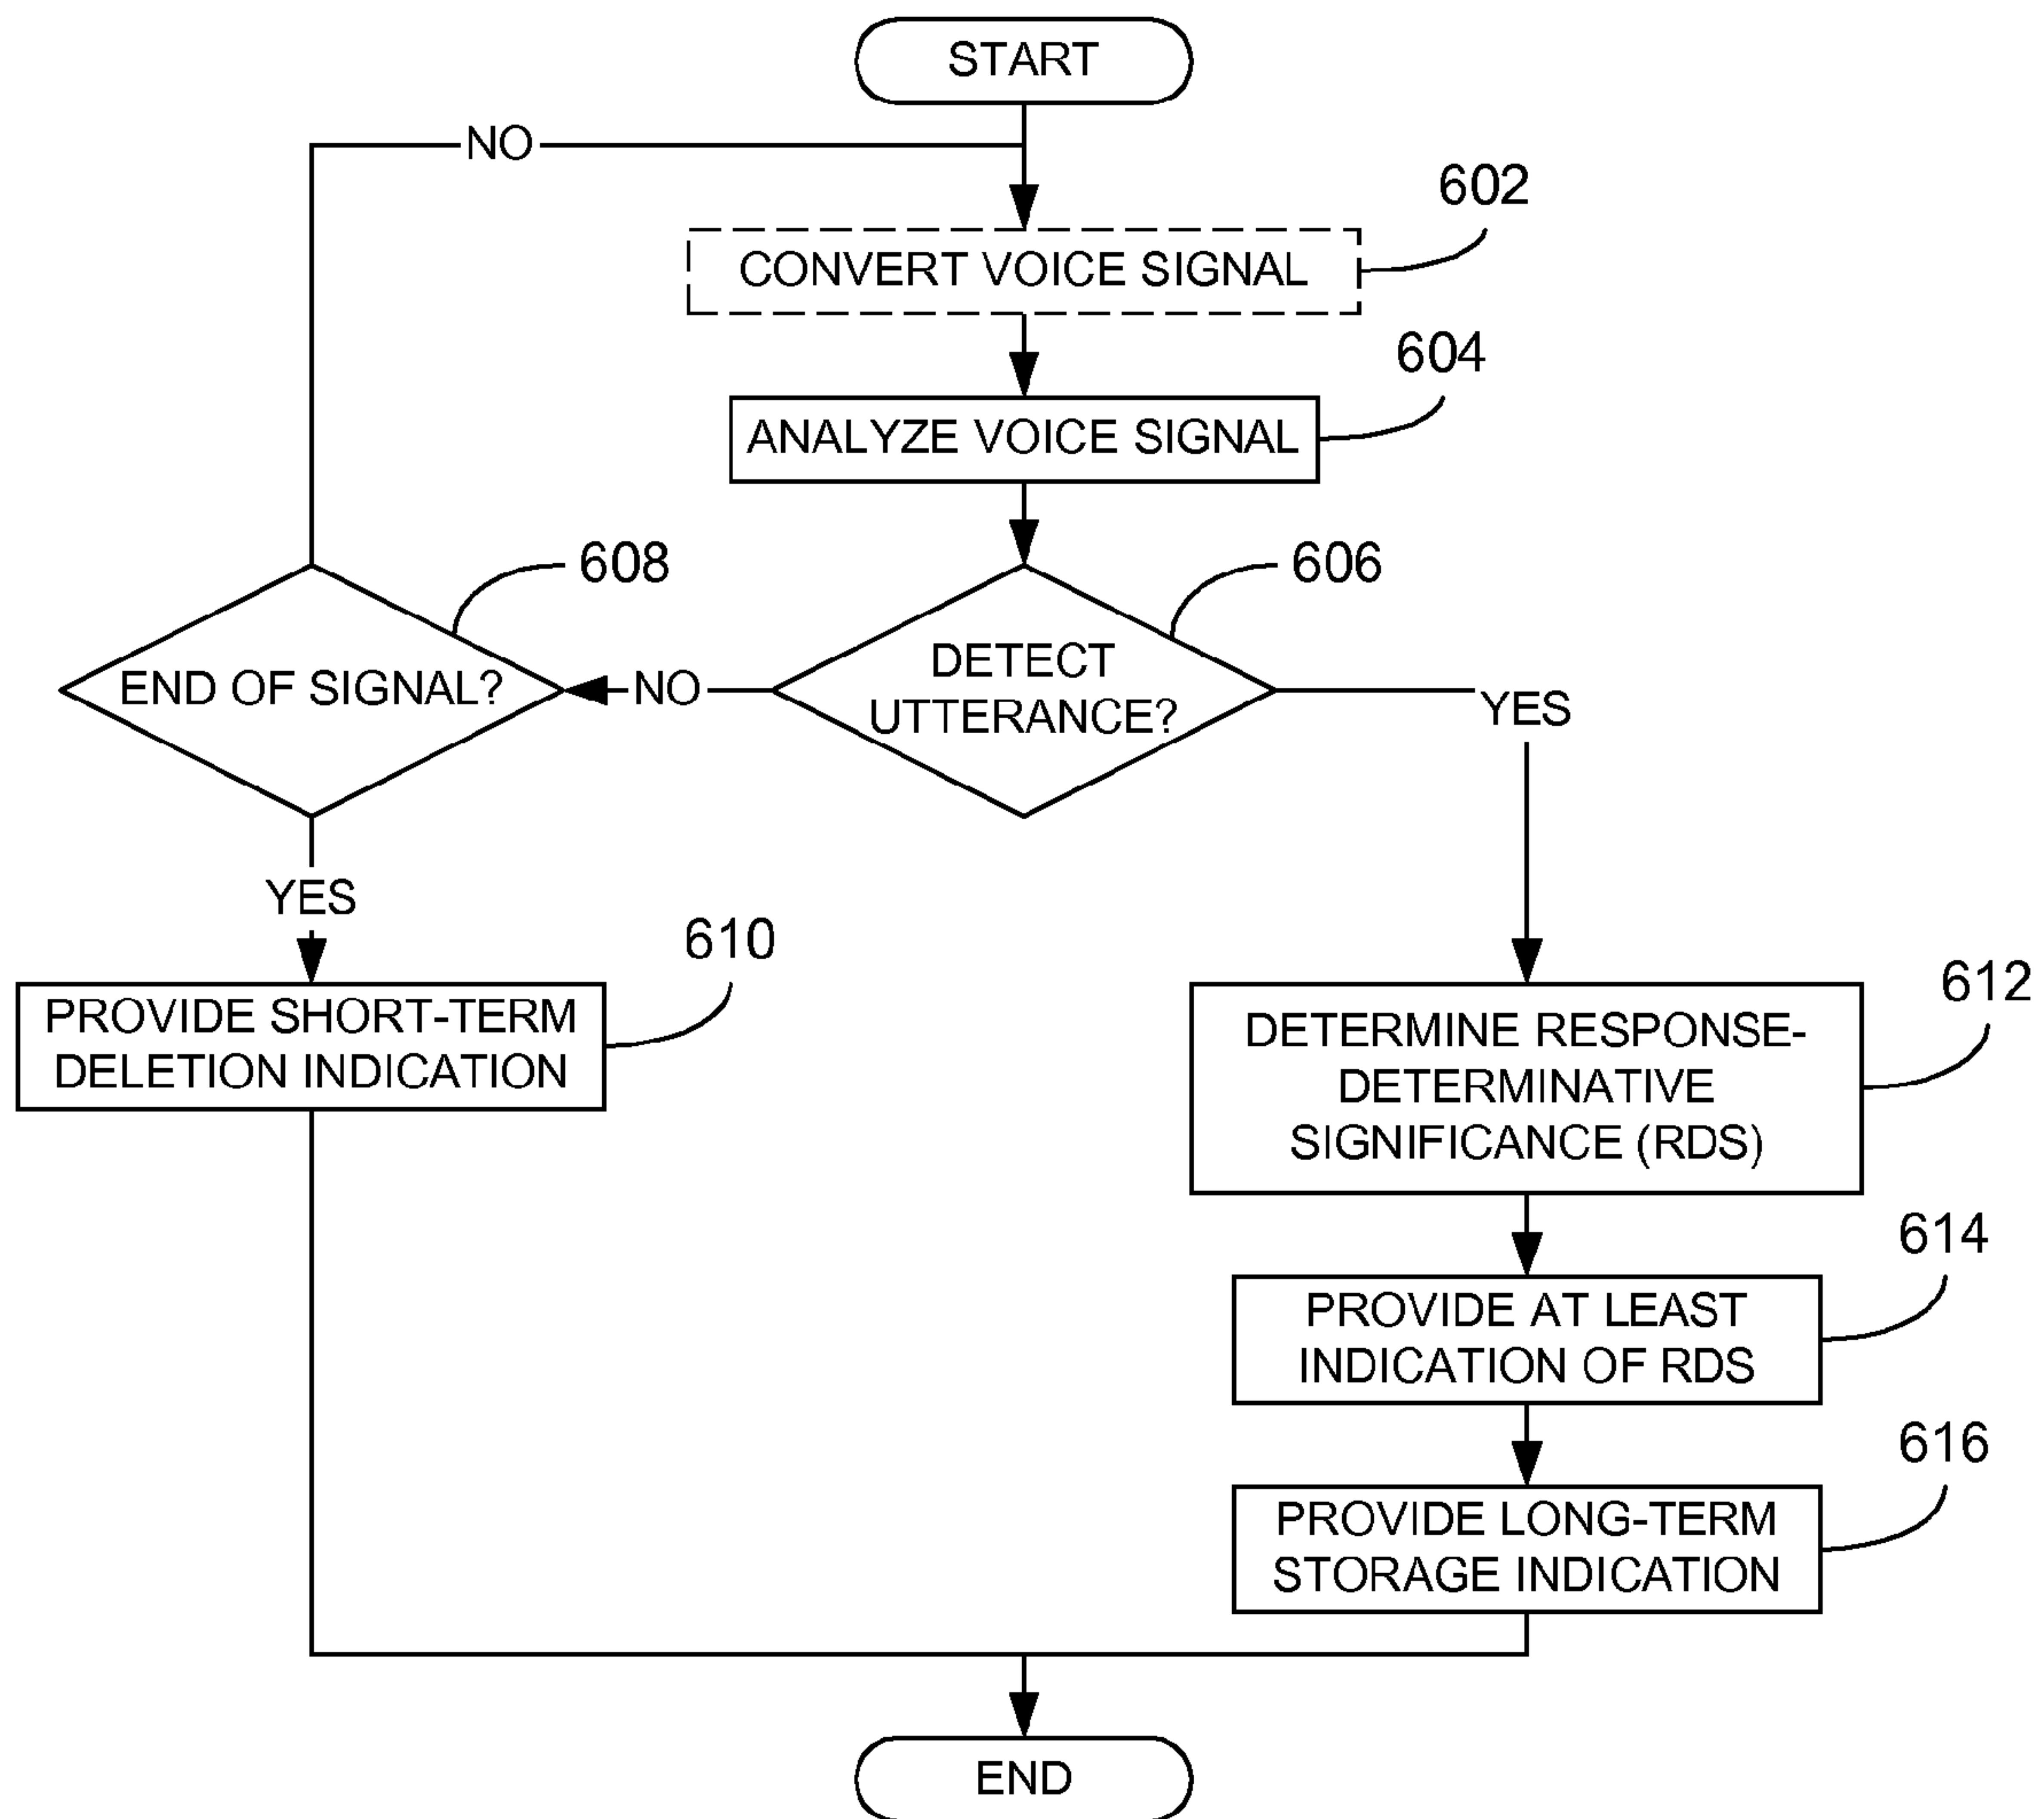 START
NO
602
CONVERT VOICE SIGNAL
604
ANALYZE VOICE SIGNAL
608
606
END OF SIGNAL?
NO
DETECT
UTTERANCE?
YES
YES
610
PROVIDE SHORT-TERM
DELETION INDICATION
612
DETERMINE RESPONSE-
DETERMINATIVE
SIGNIFICANCE (RDS)
614
PROVIDE AT LEAST
INDICATION OF RDS
616
PROVIDE LONG-TERM
STORAGE INDICATION
END